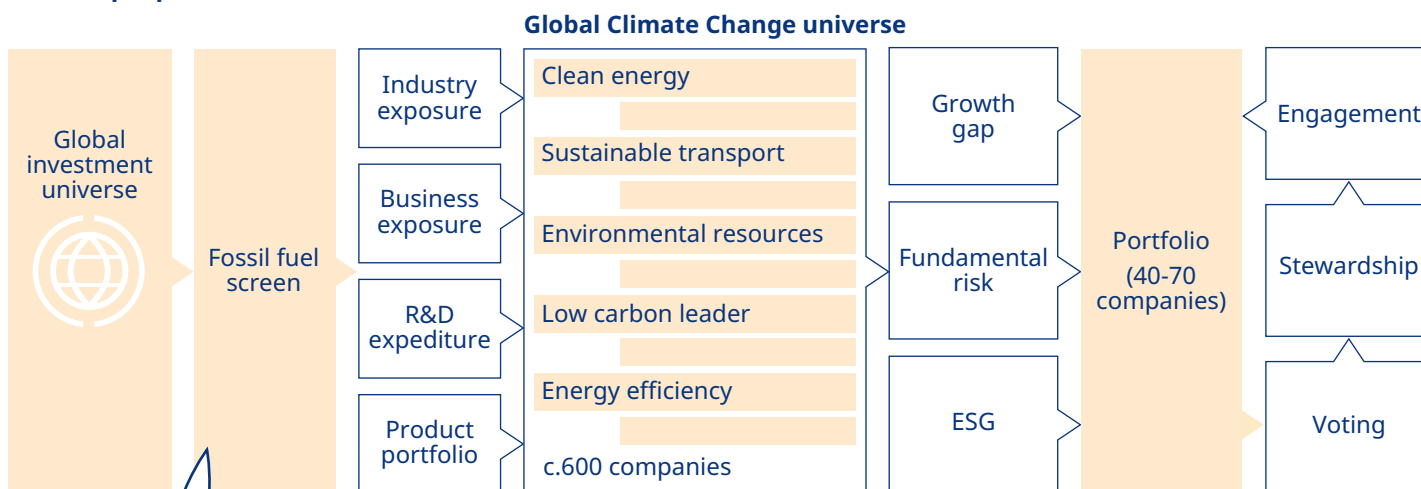 Global Climate Change universe
Global
investment
universe
Fossil fuel
screen
Industry
exposure
Business
exposure
R&D
expediture
Product
portfolio
Clean energy
Sustainable transport
Environmental resources
Low carbon leader
Energy efficiency
c.600 companies
Growth
gap
Fundamental
risk
ESG
Portfolio
(40-70
companies)
Engagement
Stewardship
Voting